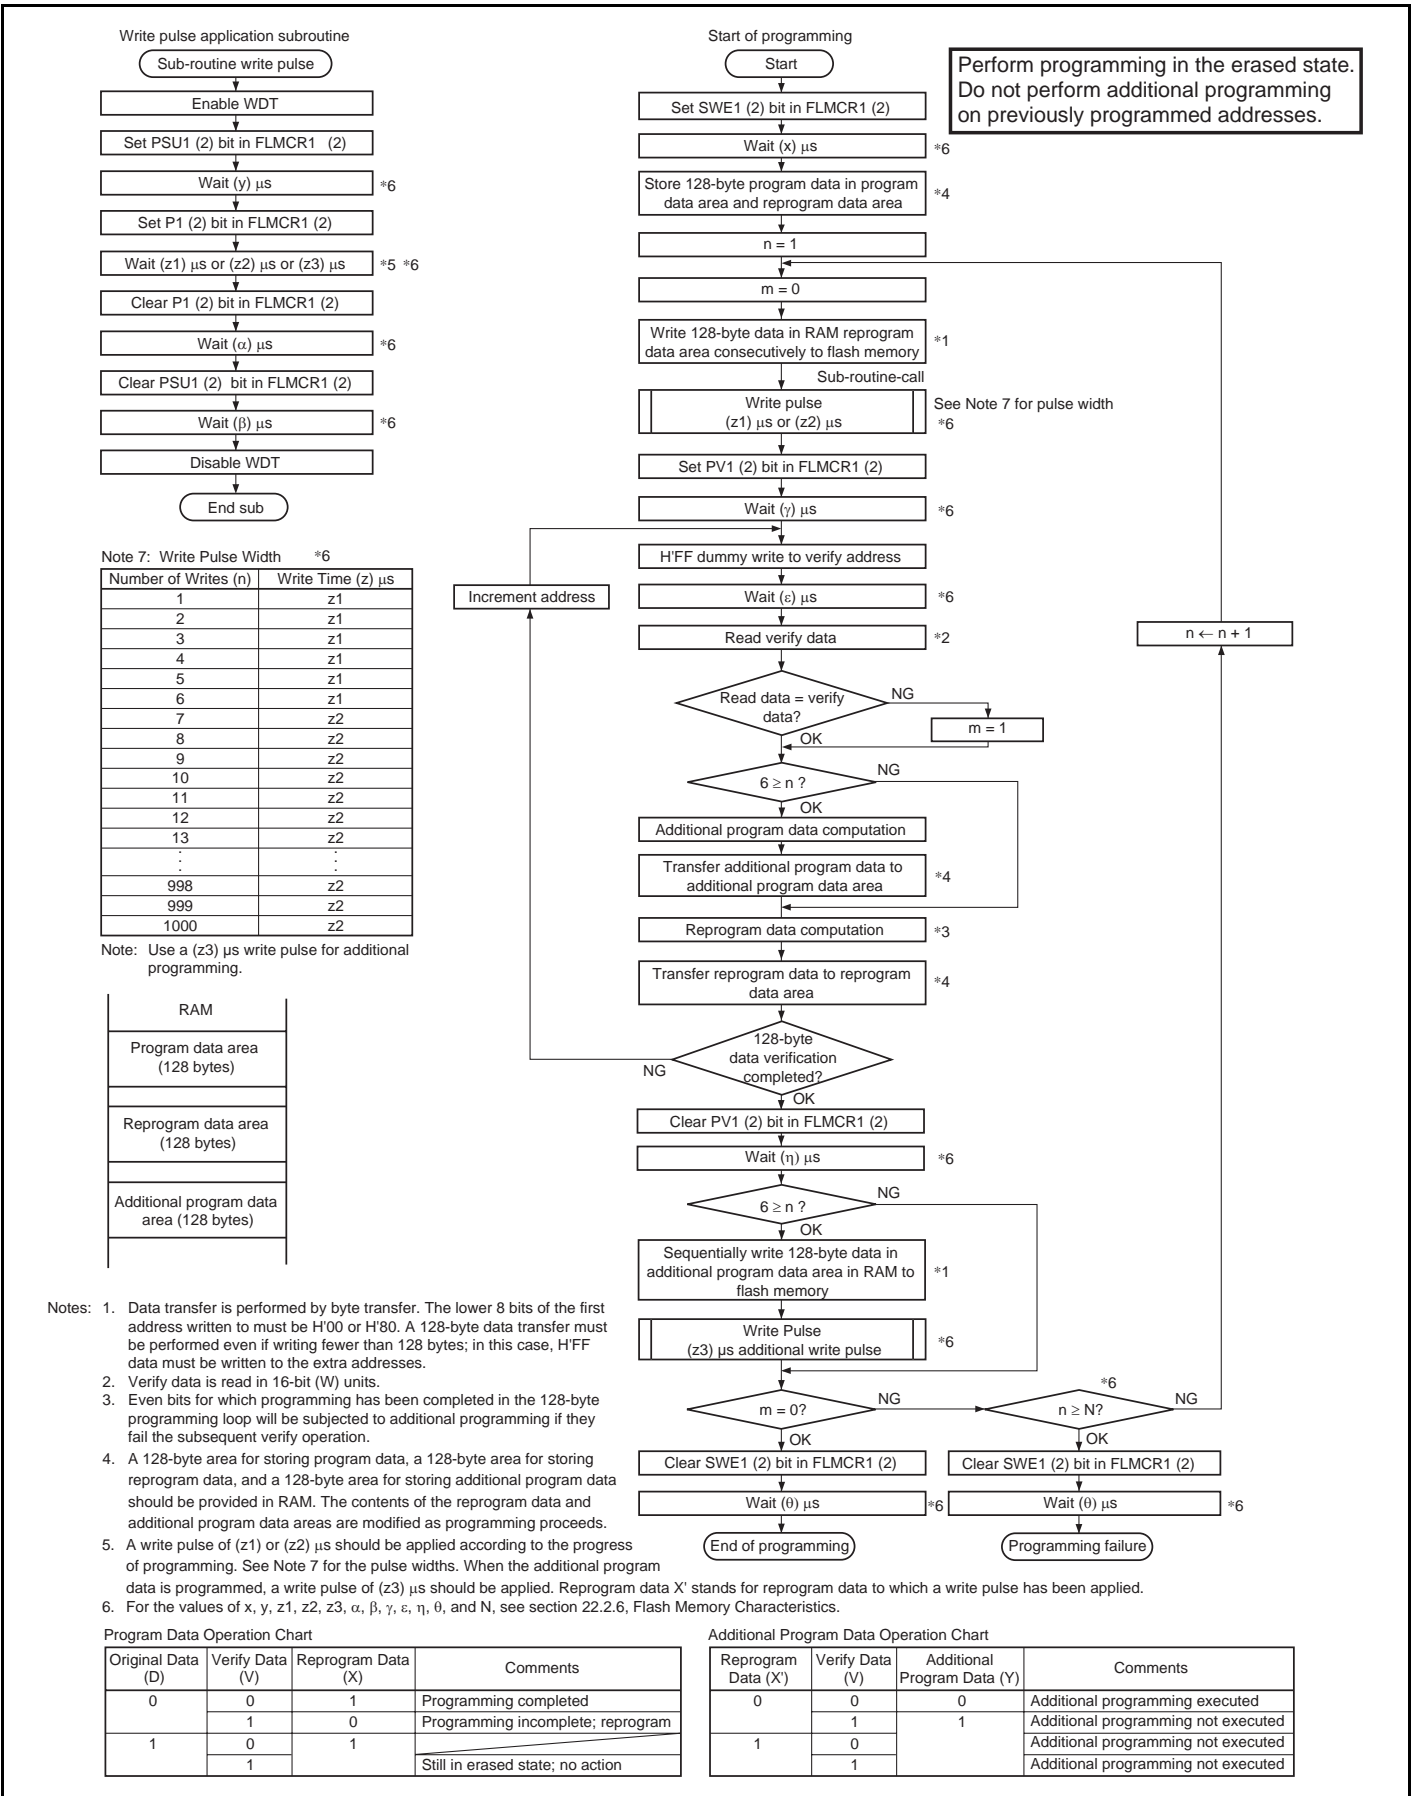 Write pulse application subroutine
Sub-routine write pulse
Enable WDT
Set PSU1 (2) bit in FLMCR1 (2)
Wait (y) μs
*6
Set P1 (2) bit in FLMCR1 (2)
Wait (z1) μs or (z2) μs or (z3) μs
*5 *6
Clear P1 (2) bit in FLMCR1 (2)
Wait (α) μs
*6
Clear PSU1 (2) bit in FLMCR1 (2)
Wait (β) μs
*6
Disable WDT
End sub
Note 7: Write Pulse Width *6
Number of Writes (n) Write Time (z) μs
1 z1
2 z1
3 z1
4 z1
5 z1
6 z1
7 z2
8 z2
9 z2
10 z2
11 z2
12 z2
13 z2
⋮ ⋮
998 z2
999 z2
1000 z2
Note: Use a (z3) μs write pulse for additional
programming.
RAM
Program data area
(128 bytes)
Reprogram data area
(128 bytes)
Additional program data
area (128 bytes)
Start of programming
Start
Perform programming in the erased state.
Do not perform additional programming
on previously programmed addresses.
Set SWE1 (2) bit in FLMCR1 (2)
Wait (x) μs
*6
Store 128-byte program data in program
data area and reprogram data area
*4
n = 1
m = 0
Write 128-byte data in RAM reprogram
data area consecutively to flash memory
*1
Sub-routine-call
Write pulse
(z1) μs or (z2) μs
See Note 7 for pulse width
*6
Set PV1 (2) bit in FLMCR1 (2)
Wait (γ) μs
*6
H'FF dummy write to verify address
Increment address
Wait (ε) μs
*6
Read verify data
*2
n ← n + 1
Read data = verify
data?
NG
m = 1
OK
6 ≥ n ?
NG
OK
Additional program data computation
Transfer additional program data to
additional program data area
*4
Reprogram data computation
*3
Transfer reprogram data to reprogram
data area
*4
128-byte
data verification
completed?
NG
OK
Clear PV1 (2) bit in FLMCR1 (2)
Wait (η) μs
*6
6 ≥ n ?
NG
OK
Sequentially write 128-byte data in
additional program data area in RAM to
flash memory
*1
Write Pulse
(z3) μs additional write pulse
*6
m = 0?
NG
*6
n ≥ N?
NG
OK
OK
Clear SWE1 (2) bit in FLMCR1 (2)
Clear SWE1 (2) bit in FLMCR1 (2)
Wait (θ) μs
*6
Wait (θ) μs
*6
End of programming
Programming failure
Notes: 1. Data transfer is performed by byte transfer. The lower 8 bits of the first
address written to must be H'00 or H'80. A 128-byte data transfer must
be performed even if writing fewer than 128 bytes; in this case, H'FF
data must be written to the extra addresses.
2. Verify data is read in 16-bit (W) units.
3. Even bits for which programming has been completed in the 128-byte
programming loop will be subjected to additional programming if they
fail the subsequent verify operation.
4. A 128-byte area for storing program data, a 128-byte area for storing
reprogram data, and a 128-byte area for storing additional program data
should be provided in RAM. The contents of the reprogram data and
additional program data areas are modified as programming proceeds.
5. A write pulse of (z1) or (z2) μs should be applied according to the progress
of programming. See Note 7 for the pulse widths. When the additional program
data is programmed, a write pulse of (z3) μs should be applied. Reprogram data X' stands for reprogram data to which a write pulse has been applied.
6. For the values of x, y, z1, z2, z3, α, β, γ, ε, η, θ, and N, see section 22.2.6, Flash Memory Characteristics.
Program Data Operation Chart
Original Data (D) Verify Data (V) Reprogram Data (X) Comments
0 0 1 Programming completed
1 0 Programming incomplete; reprogram
1 0 1
1 Still in erased state; no action
Additional Program Data Operation Chart
Reprogram Data (X') Verify Data (V) Additional Program Data (Y) Comments
0 0 0 Additional programming executed
1 1 Additional programming not executed
1 0 Additional programming not executed
1 Additional programming not executed